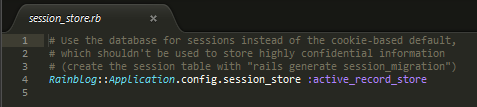 session_store.rb ×
1 # Use the database for sessions instead of the cookie-based default,
2 # which shouldn't be used to store highly confidential information
3 # (create the session table with "rails generate session_migration")
4 RainbLog::Application.config.session_store :active_record_store